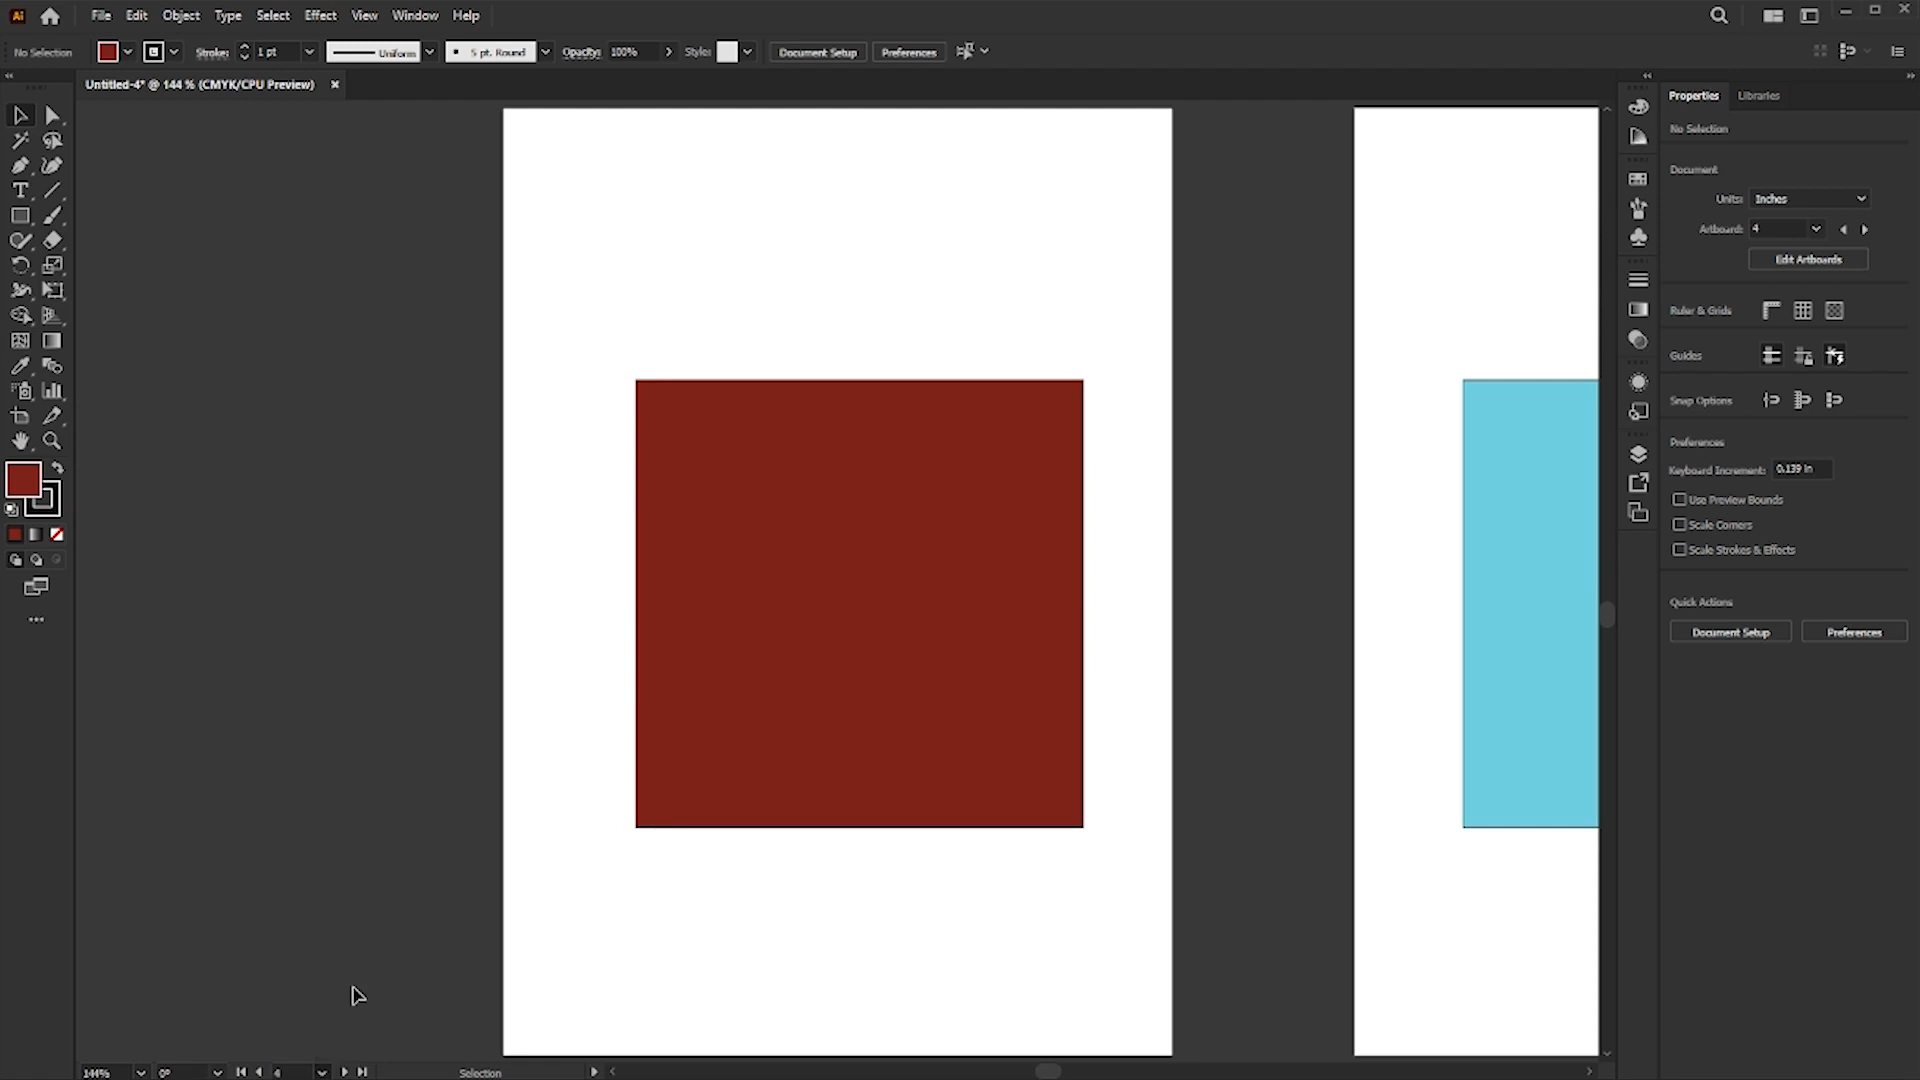 Ai File Edit Object Type Select Effect View Window Help
No Selection Stroke: 1 pt Uniform 5 pt. Round Opacity: 100% Style: Document Setup Preferences
Untitled-4* @ 144 % (CMYK/CPU Preview) ×
Properties Libraries
No Selection
Document
Units: Inches
Artboard: 4
Edit Artboards
Ruler & Grids
Guides
Snap Options
Preferences
Keyboard Increment: 0.139 in
Use Preview Bounds
Scale Corners
Scale Strokes & Effects
Quick Actions
Document Setup Preferences
144% 0° 4 Selection